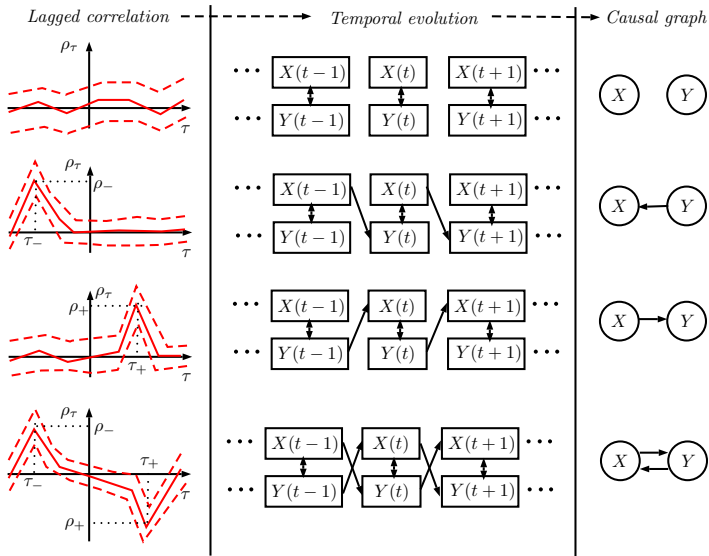 Lagged correlation Temporal evolution Causal graph
ρτ
τ
··· X(t−1) X(t) X(t+1) ···
··· Y(t−1) Y(t) Y(t+1) ···
X Y
ρτ
ρ−
τ−
τ
··· X(t−1) X(t) X(t+1) ···
··· Y(t−1) Y(t) Y(t+1) ···
X Y
ρτ
ρ+
τ+
τ
··· X(t−1) X(t) X(t+1) ···
··· Y(t−1) Y(t) Y(t+1) ···
X Y
ρτ
ρ−
τ+
τ−
τ
ρ+
··· X(t−1) X(t) X(t+1) ···
··· Y(t−1) Y(t) Y(t+1) ···
X Y